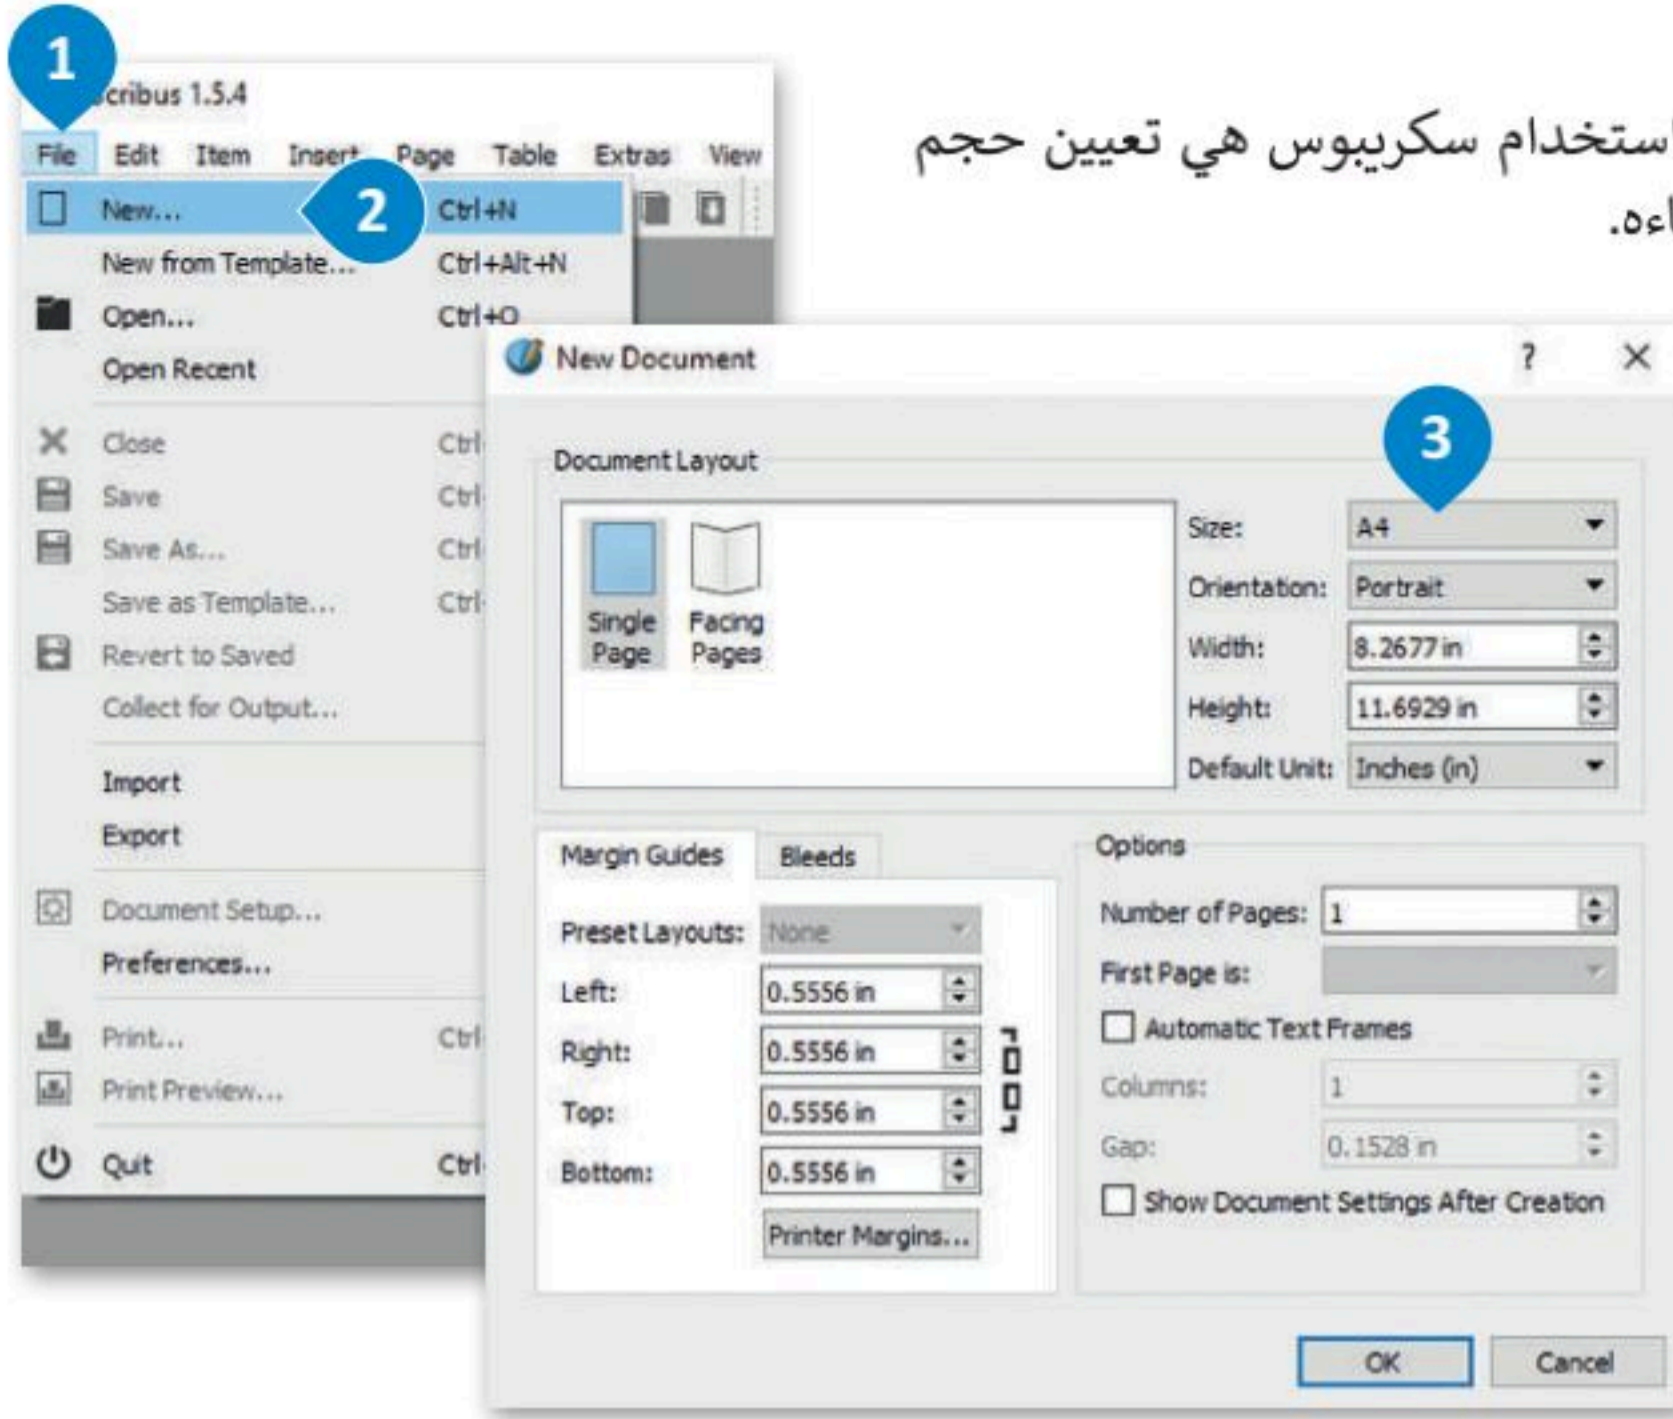 1
cribus 1.5.4
File Edit Item Insert Page Table Extras View
New... 2 Ctrl+N
New from Template... Ctrl+Alt+N
Open... Ctrl+O
Open Recent
Close Ctrl
Save Ctrl
Save As... Ctrl
Save as Template... Ctrl
Revert to Saved
Collect for Output...
Import
Export
Document Setup...
Preferences...
Print... Ctrl
Print Preview...
Quit Ctrl
استخدام سكريبوس هي تعيين حجم
اءه.
New Document ? ×
3
Document Layout
Single Page
Facing Pages
Size: A4
Orientation: Portrait
Width: 8.2677 in
Height: 11.6929 in
Default Unit: Inches (in)
Margin Guides Bleeds
Preset Layouts: None
Left: 0.5556 in
Right: 0.5556 in
Top: 0.5556 in
Bottom: 0.5556 in
Printer Margins...
Options
Number of Pages: 1
First Page is:
Automatic Text Frames
Columns: 1
Gap: 0.1528 in
Show Document Settings After Creation
OK Cancel